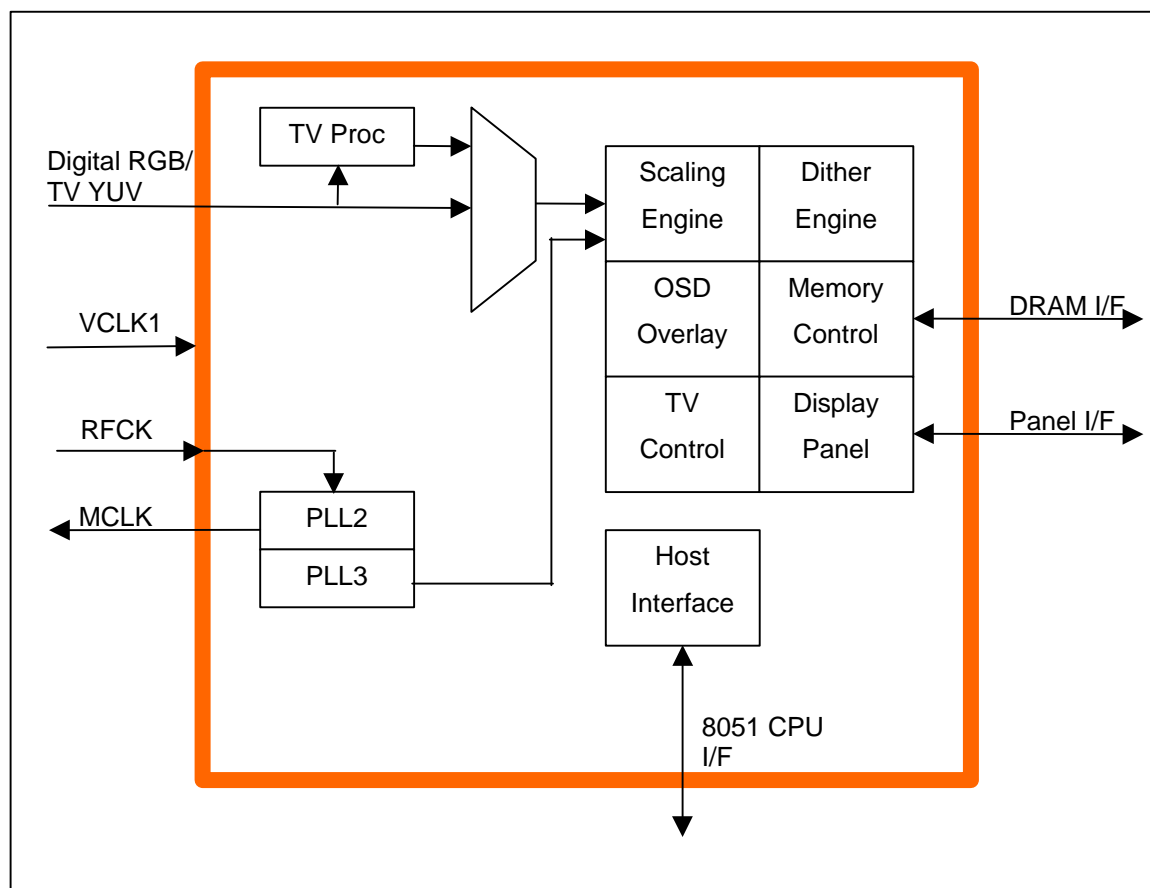 TV Proc
Digital RGB/
TV YUV
Scaling
Engine
Dither
Engine
OSD
Overlay
Memory
Control
DRAM I/F
VCLK1
TV
Control
Display
Panel
Panel I/F
RFCK
MCLK
PLL2
PLL3
Host
Interface
8051 CPU
I/F